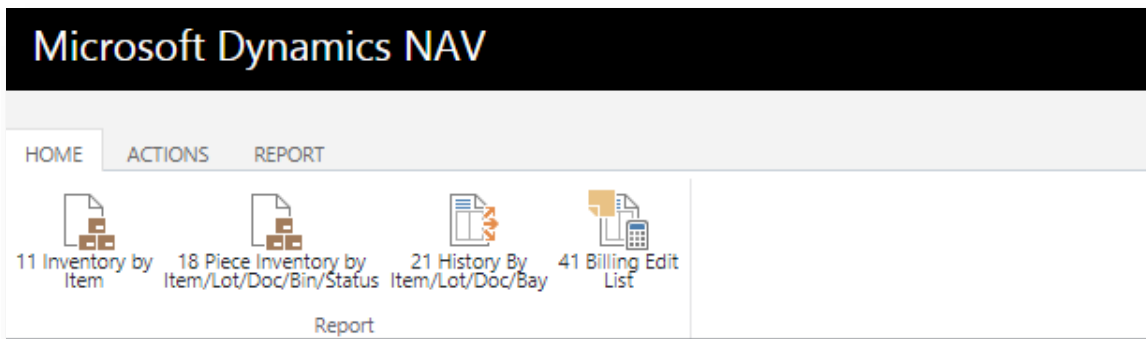 Microsoft Dynamics NAV
HOME ACTIONS REPORT
11 Inventory by Item
18 Piece Inventory by Item/Lot/Doc/Bin/Status
21 History By Item/Lot/Doc/Bay
41 Billing Edit List
Report